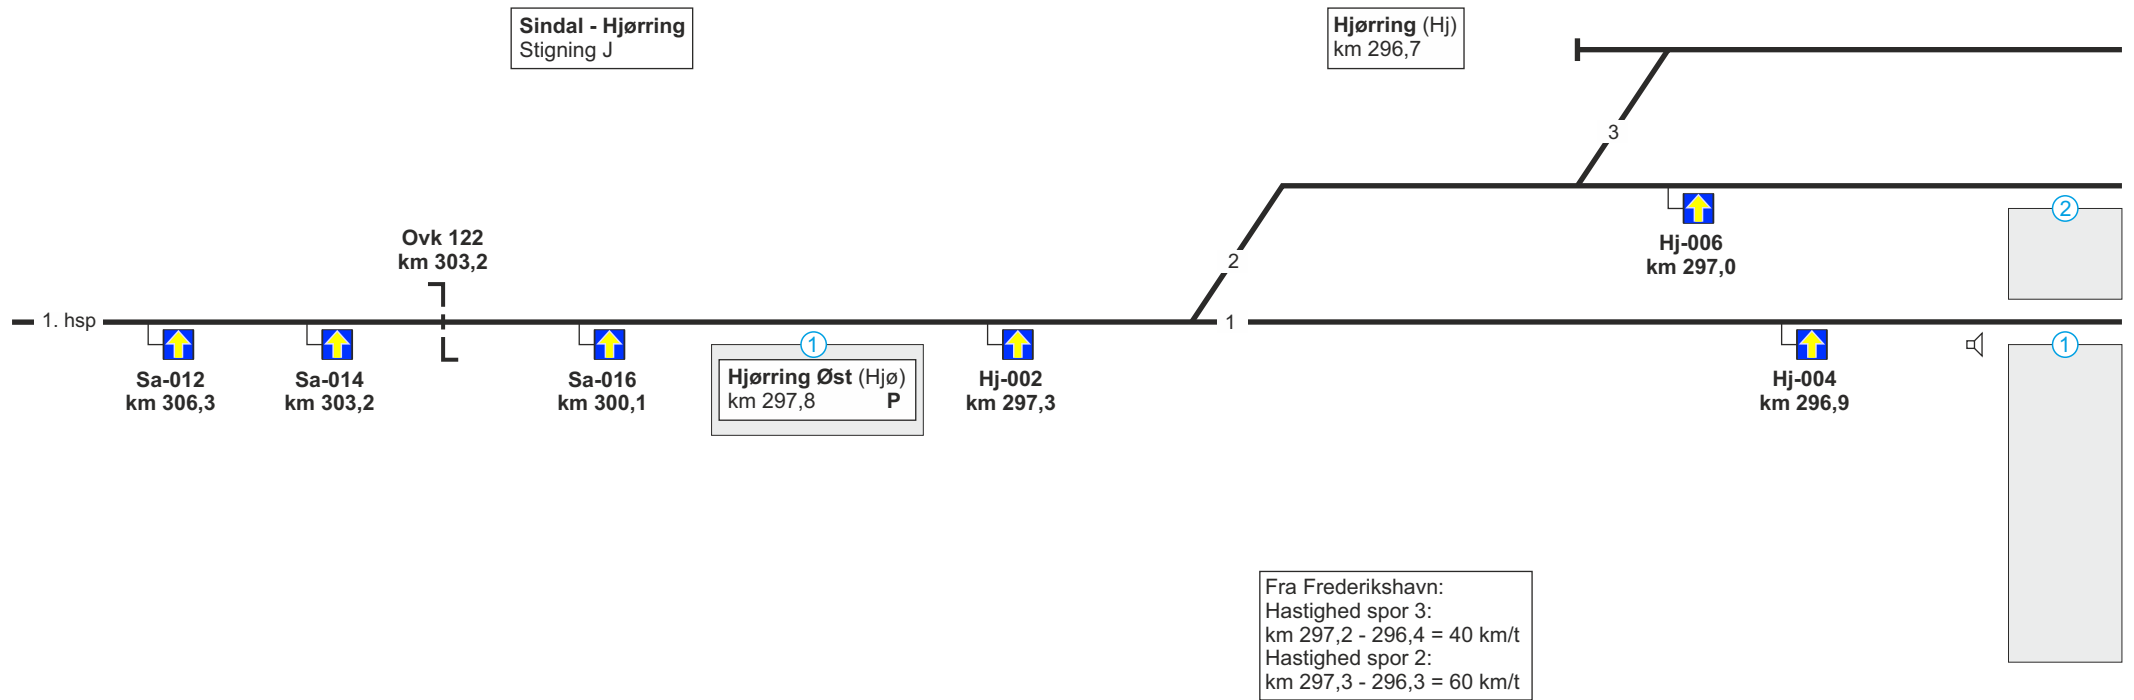 Sindal - Hjørring
Stigning J
Hjørring (Hj)
km 296,7
3
2
Ovk 122
km 303,2
Hj-006
km 297,0
2
1. hsp
1
Sa-012
km 306,3
Sa-014
km 303,2
Sa-016
km 300,1
1
Hjørring Øst (Hjø)
km 297,8 P
Hj-002
km 297,3
Hj-004
km 296,9
1
Fra Frederikshavn:
Hastighed spor 3:
km 297,2 - 296,4 = 40 km/t
Hastighed spor 2:
km 297,3 - 296,3 = 60 km/t